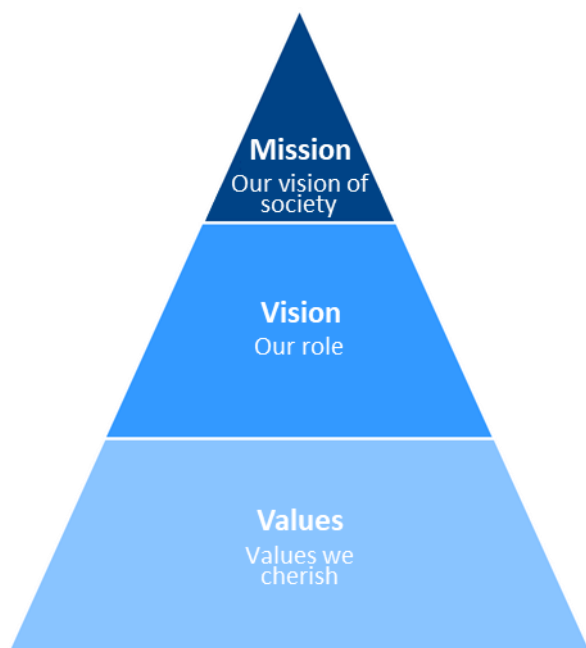 Mission
Our vision of
society
Vision
Our role
Values
Values we
cherish